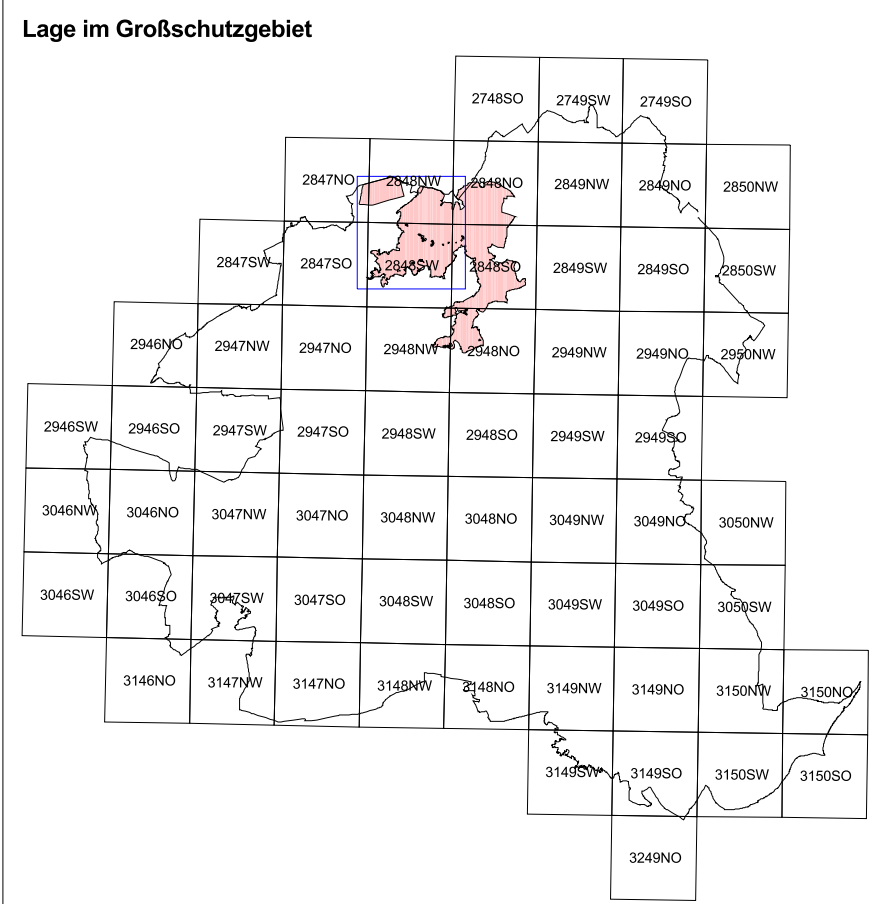 Lage im Großschutzgebiet
2748SO 2749SW 2749SO
2847NO 2848NW 2848NO 2849NW 2849NO 2850NW
2847SW 2847SO 2848SW 2848SO 2849SW 2849SO 2850SW
2946NO 2947NW 2947NO 2948NW 2948NO 2949NW 2949NO 2950NW
2946SW 2946SO 2947SW 2947SO 2948SW 2948SO 2949SW 2949SO
3046NW 3046NO 3047NW 3047NO 3048NW 3048NO 3049NW 3049NO 3050NW
3046SW 3046SO 3047SW 3047SO 3048SW 3048SO 3049SW 3049SO 3050SW
3146NO 3147NW 3147NO 3148NW 3148NO 3149NW 3149NO 3150NW 3150NO
3149SW 3149SO 3150SW 3150SO
3249NO